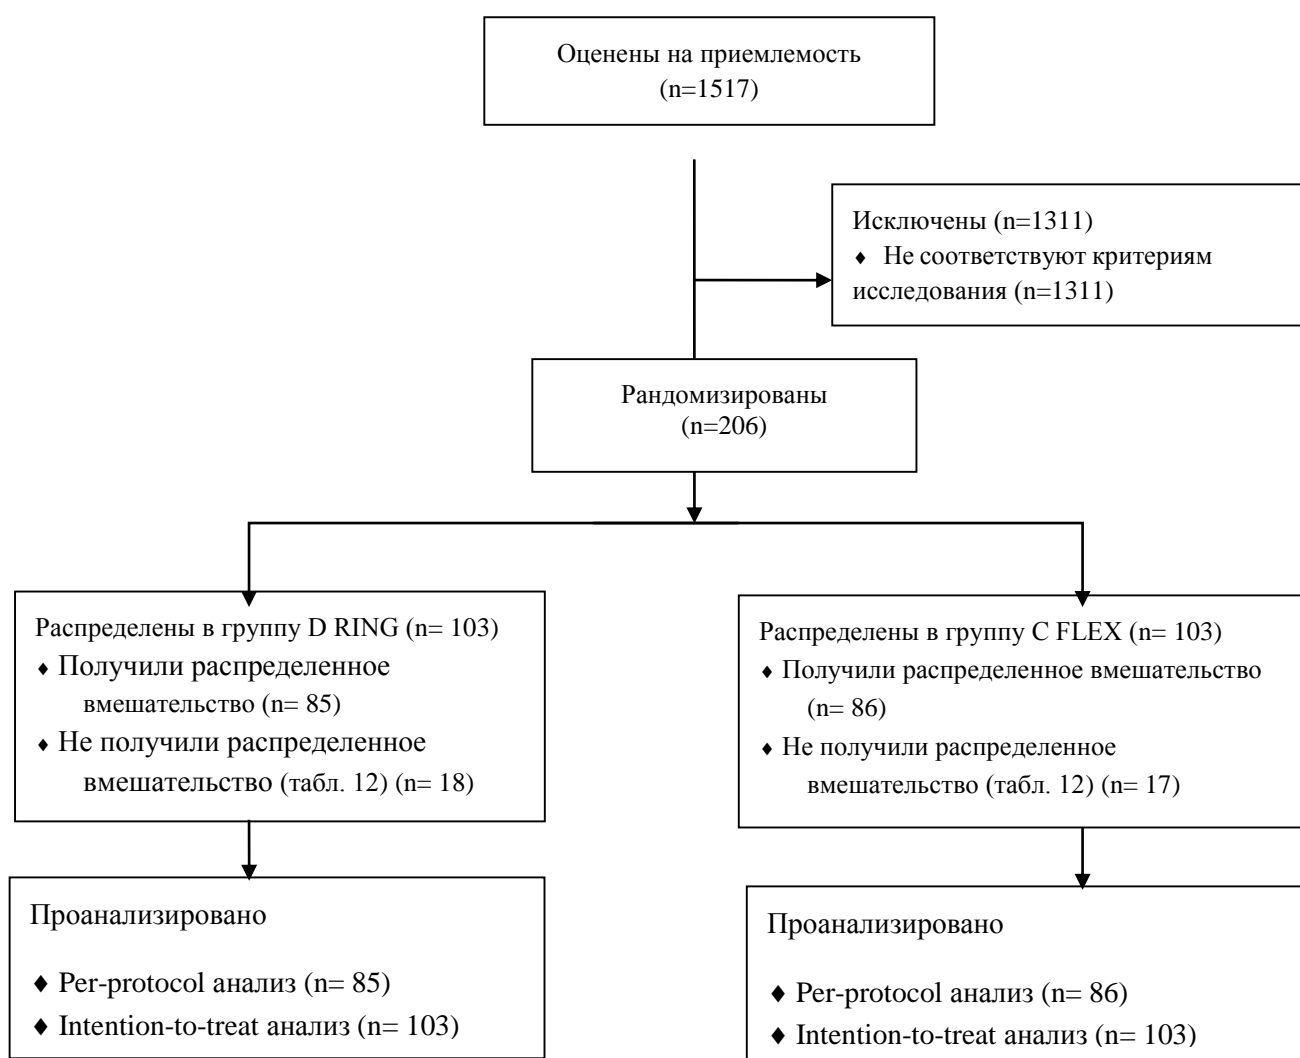 Оценены на приемлемость
(n=1517)
Исключены (n=1311)
♦ Не соответствуют критериям
исследования (n=1311)
Рандомизированы
(n=206)
Распределены в группу D RING (n= 103)
♦ Получили распределенное
вмешательство (n= 85)
♦ Не получили распределенное
вмешательство (табл. 12) (n= 18)
Распределены в группу C FLEX (n= 103)
♦ Получили распределенное вмешательство
(n= 86)
♦ Не получили распределенное
вмешательство (табл. 12) (n= 17)
Проанализировано
♦ Per-protocol анализ (n= 85)
♦ Intention-to-treat анализ (n= 103)
Проанализировано
♦ Per-protocol анализ (n= 86)
♦ Intention-to-treat анализ (n= 103)